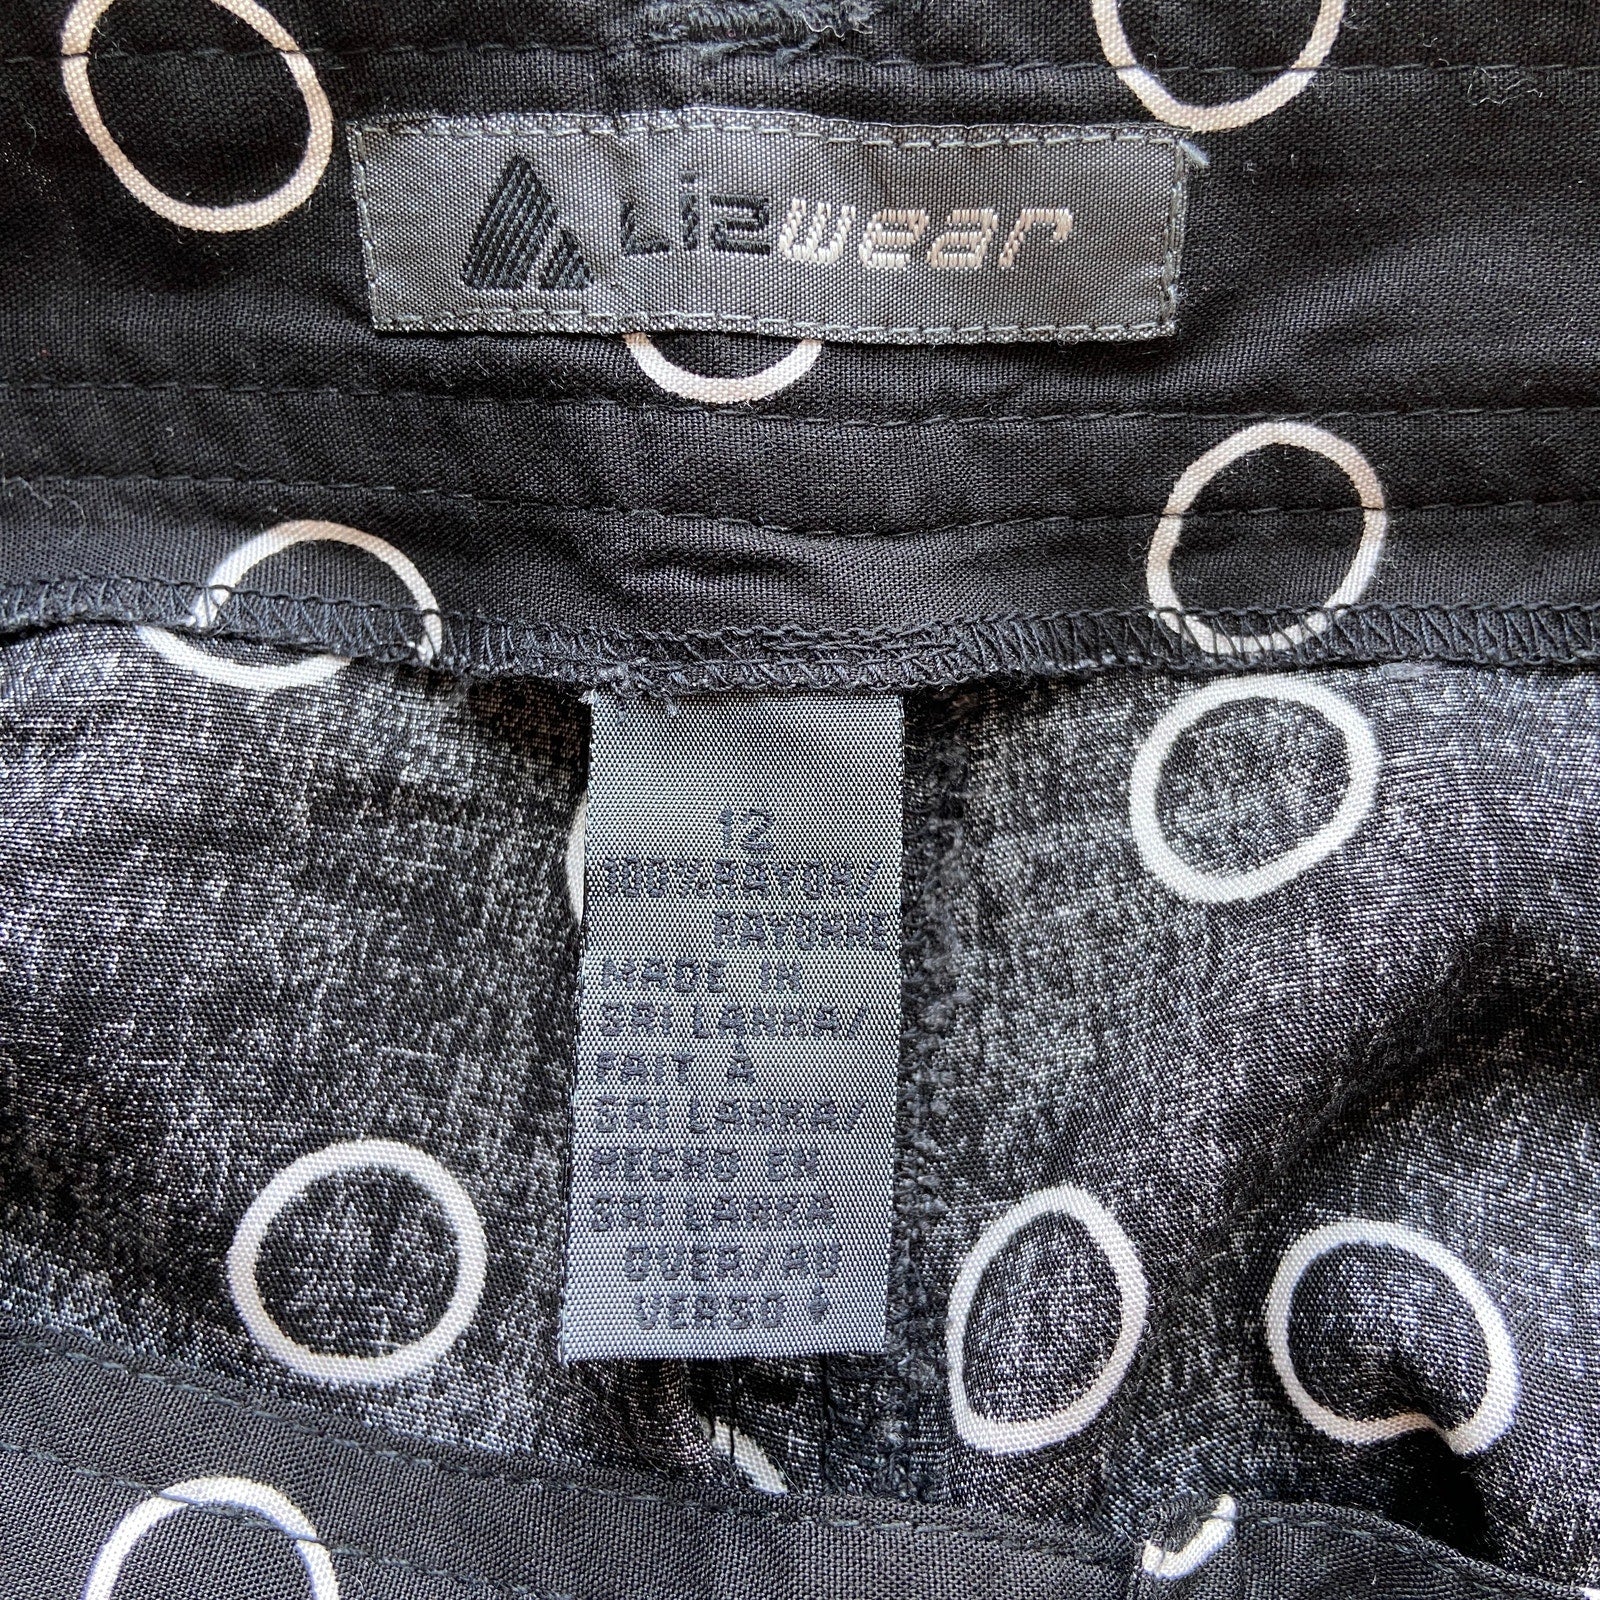 Lizwear
12
100% RAYON/
RAYONNE
MADE IN
SRI LANKA/
FAIT À
SRI LANKA/
HECHO EN
SRI LANKA
OVER/AU
VERSO